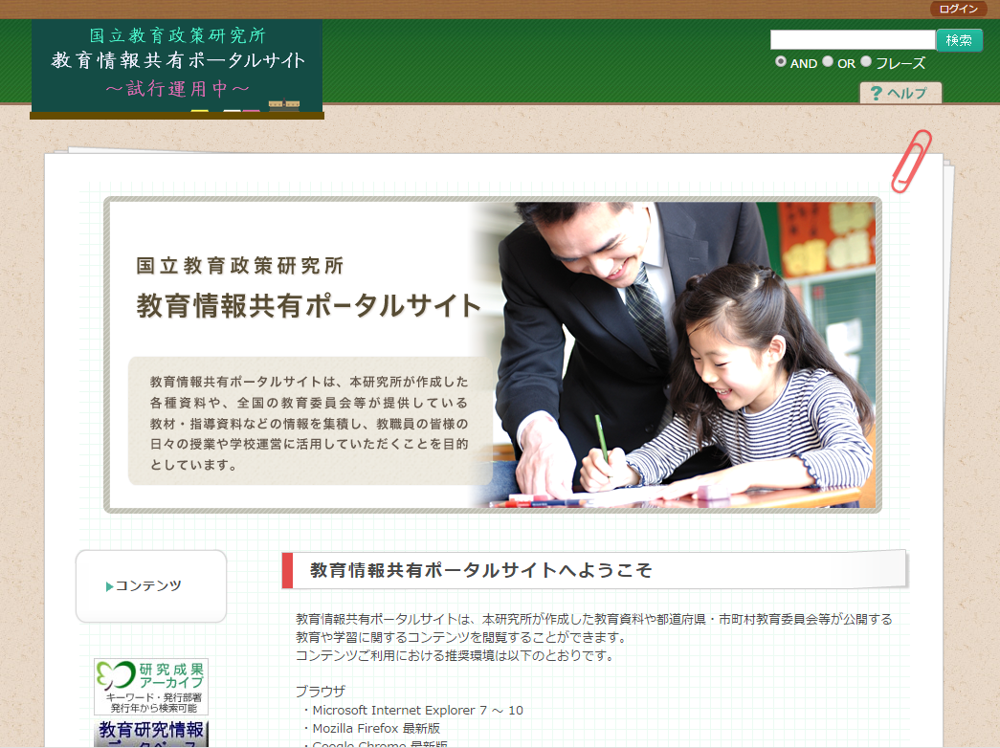 ログイン
国立教育政策研究所
教育情報共有ポータルサイト
～試行運用中～
検索
AND OR フレーズ
? ヘルプ
国立教育政策研究所
教育情報共有ポータルサイト
教育情報共有ポータルサイトは、本研究所が作成した
各種資料や、全国の教育委員会等が提供している
教材・指導資料などの情報を集積し、教職員の皆様の
日々の授業や学校運営に活用していただくことを目的
としています。
コンテンツ
教育情報共有ポータルサイトへようこそ
教育情報共有ポータルサイトは、本研究所が作成した教育資料や都道府県・市町村教育委員会等が公開する
教育や学習に関するコンテンツを閲覧することができます。
コンテンツご利用における推奨環境は以下のとおりです。
ブラウザ
・Microsoft Internet Explorer 7 ～ 10
・Mozilla Firefox 最新版
・Google Chrome 最新版
研究成果
アーカイブ
キーワード・発行部署
発行年から検索可能
教育研究情報
データベース